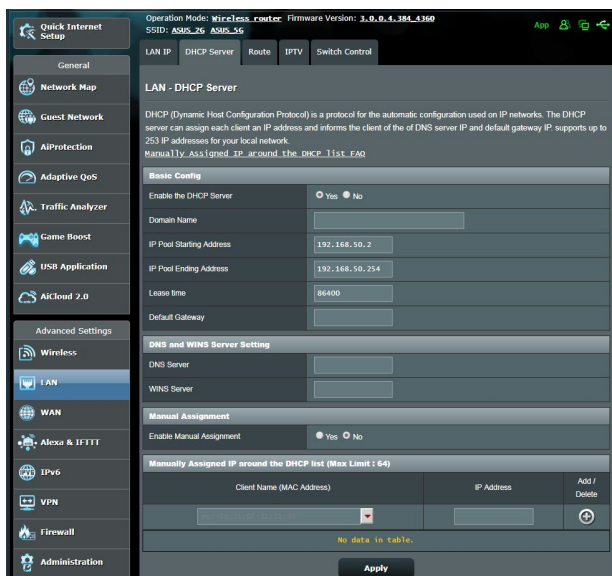 Quick Internet
Setup
General
Network Map
Guest Network
AiProtection
Adaptive QoS
Traffic Analyzer
Game Boost
USB Application
AiCloud 2.0
Advanced Settings
Wireless
LAN
WAN
Alexa & IFTTT
IPv6
VPN
Firewall
Administration
Operation Mode: Wireless router Firmware Version: 3.0.0.4.384_4360
SSID: ASUS_2G ASUS_5G
App
LAN IP DHCP Server Route IPTV Switch Control
LAN - DHCP Server
DHCP (Dynamic Host Configuration Protocol) is a protocol for the automatic configuration used on IP networks. The DHCP
server can assign each client an IP address and informs the client of the of DNS server IP and default gateway IP. supports up to
253 IP addresses for your local network.
Manually Assigned IP around the DHCP list FAQ
Basic Config
Enable the DHCP Server Yes No
Domain Name
IP Pool Starting Address 192.168.50.2
IP Pool Ending Address 192.168.50.254
Lease time 86400
Default Gateway
DNS and WINS Server Setting
DNS Server
WINS Server
Manual Assignment
Enable Manual Assignment Yes No
Manually Assigned IP around the DHCP list (Max Limit : 64)
Client Name (MAC Address) IP Address Add /
Delete
No data in table.
Apply